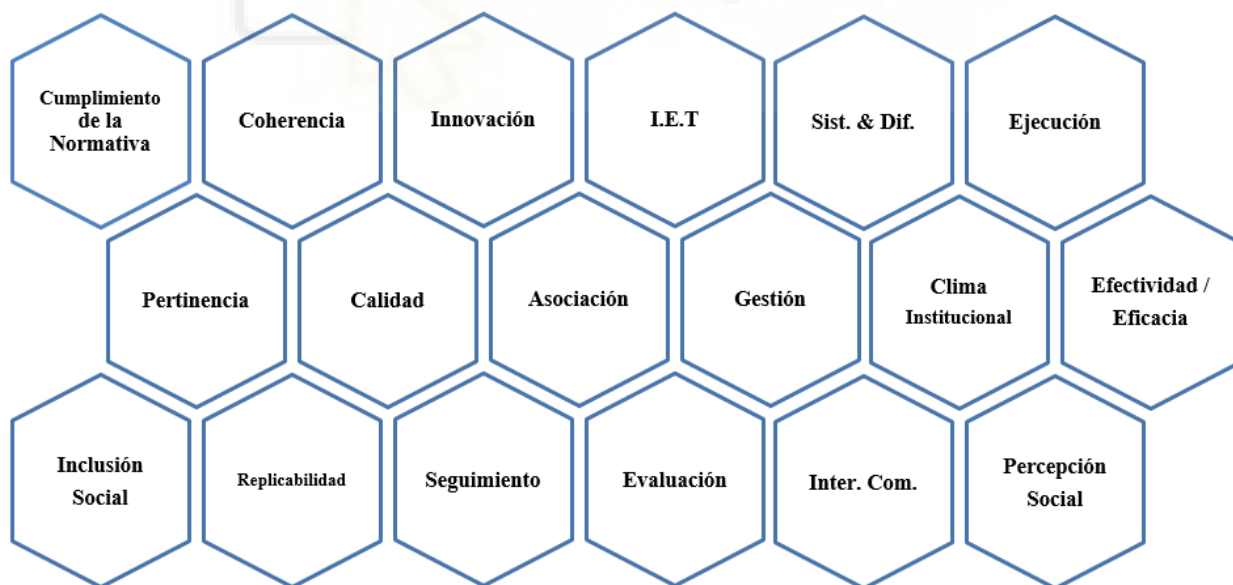 Cumplimiento
de la
Normativa
Coherencia
Innovación
I.E.T
Sist. & Dif.
Ejecución
Pertinencia
Calidad
Asociación
Gestión
Clima
Institucional
Efectividad /
Eficacia
Inclusión
Social
Replicabilidad
Seguimiento
Evaluación
Inter. Com.
Percepción
Social